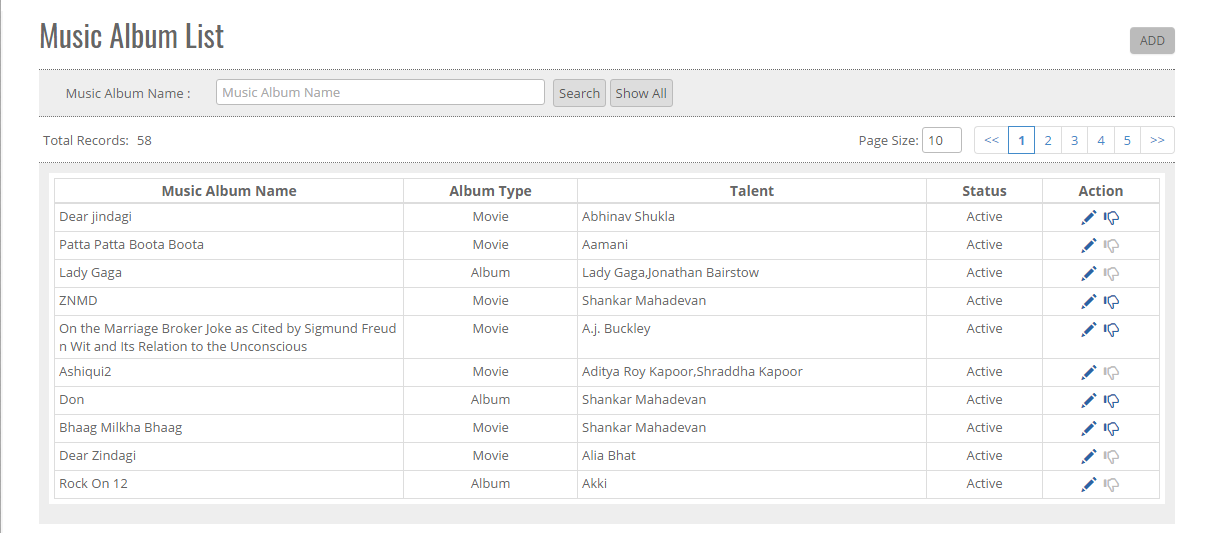 Music Album List
ADD
Music Album Name : Music Album Name Search Show All
Total Records: 58 Page Size: 10 << 1 2 3 4 5 >>
Music Album Name Album Type Talent Status Action
Dear jindagi Movie Abhinav Shukla Active
Patta Patta Boota Boota Movie Aamani Active
Lady Gaga Album Lady Gaga,Jonathan Bairstow Active
ZNMD Movie Shankar Mahadevan Active
On the Marriage Broker Joke as Cited by Sigmund Freud Movie A.j. Buckley Active
n Wit and Its Relation to the Unconscious
Ashiqui2 Movie Aditya Roy Kapoor,Shraddha Kapoor Active
Don Album Shankar Mahadevan Active
Bhaag Milkha Bhaag Movie Shankar Mahadevan Active
Dear Zindagi Movie Alia Bhat Active
Rock On 12 Album Akki Active